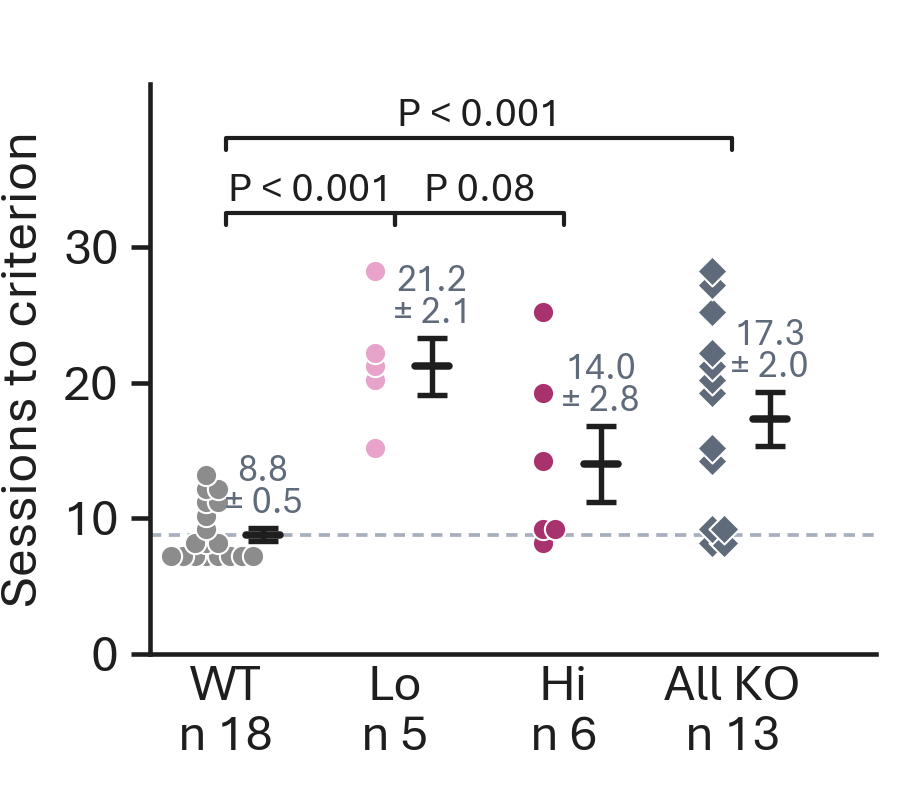 P < 0.001
P < 0.001 P 0.08
Sessions to criterion
30
20
10
0
21.2
± 2.1
17.3
± 2.0
14.0
± 2.8
8.8
± 0.5
WT Lo Hi All KO
n 18 n 5 n 6 n 13